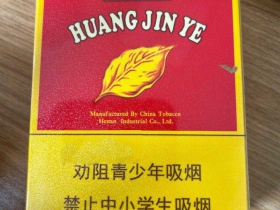 HUANG JIN YE
Manufactured By China Tobacco
Henan Industrial Co., Ltd.
劝阻青少年吸烟
禁止中小学生吸烟